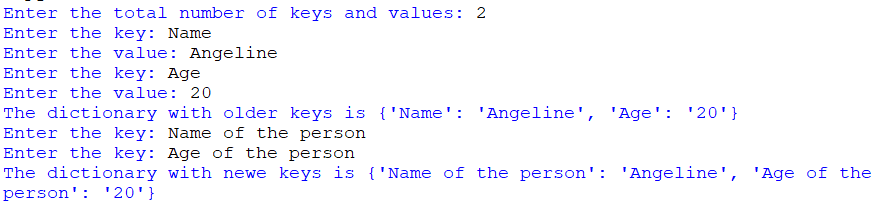 Enter the total number of keys and values: 2
Enter the key: Name
Enter the value: Angeline
Enter the key: Age
Enter the value: 20
The dictionary with older keys is {'Name': 'Angeline', 'Age': '20'}
Enter the key: Name of the person
Enter the key: Age of the person
The dictionary with newe keys is {'Name of the person': 'Angeline', 'Age of the
person': '20'}